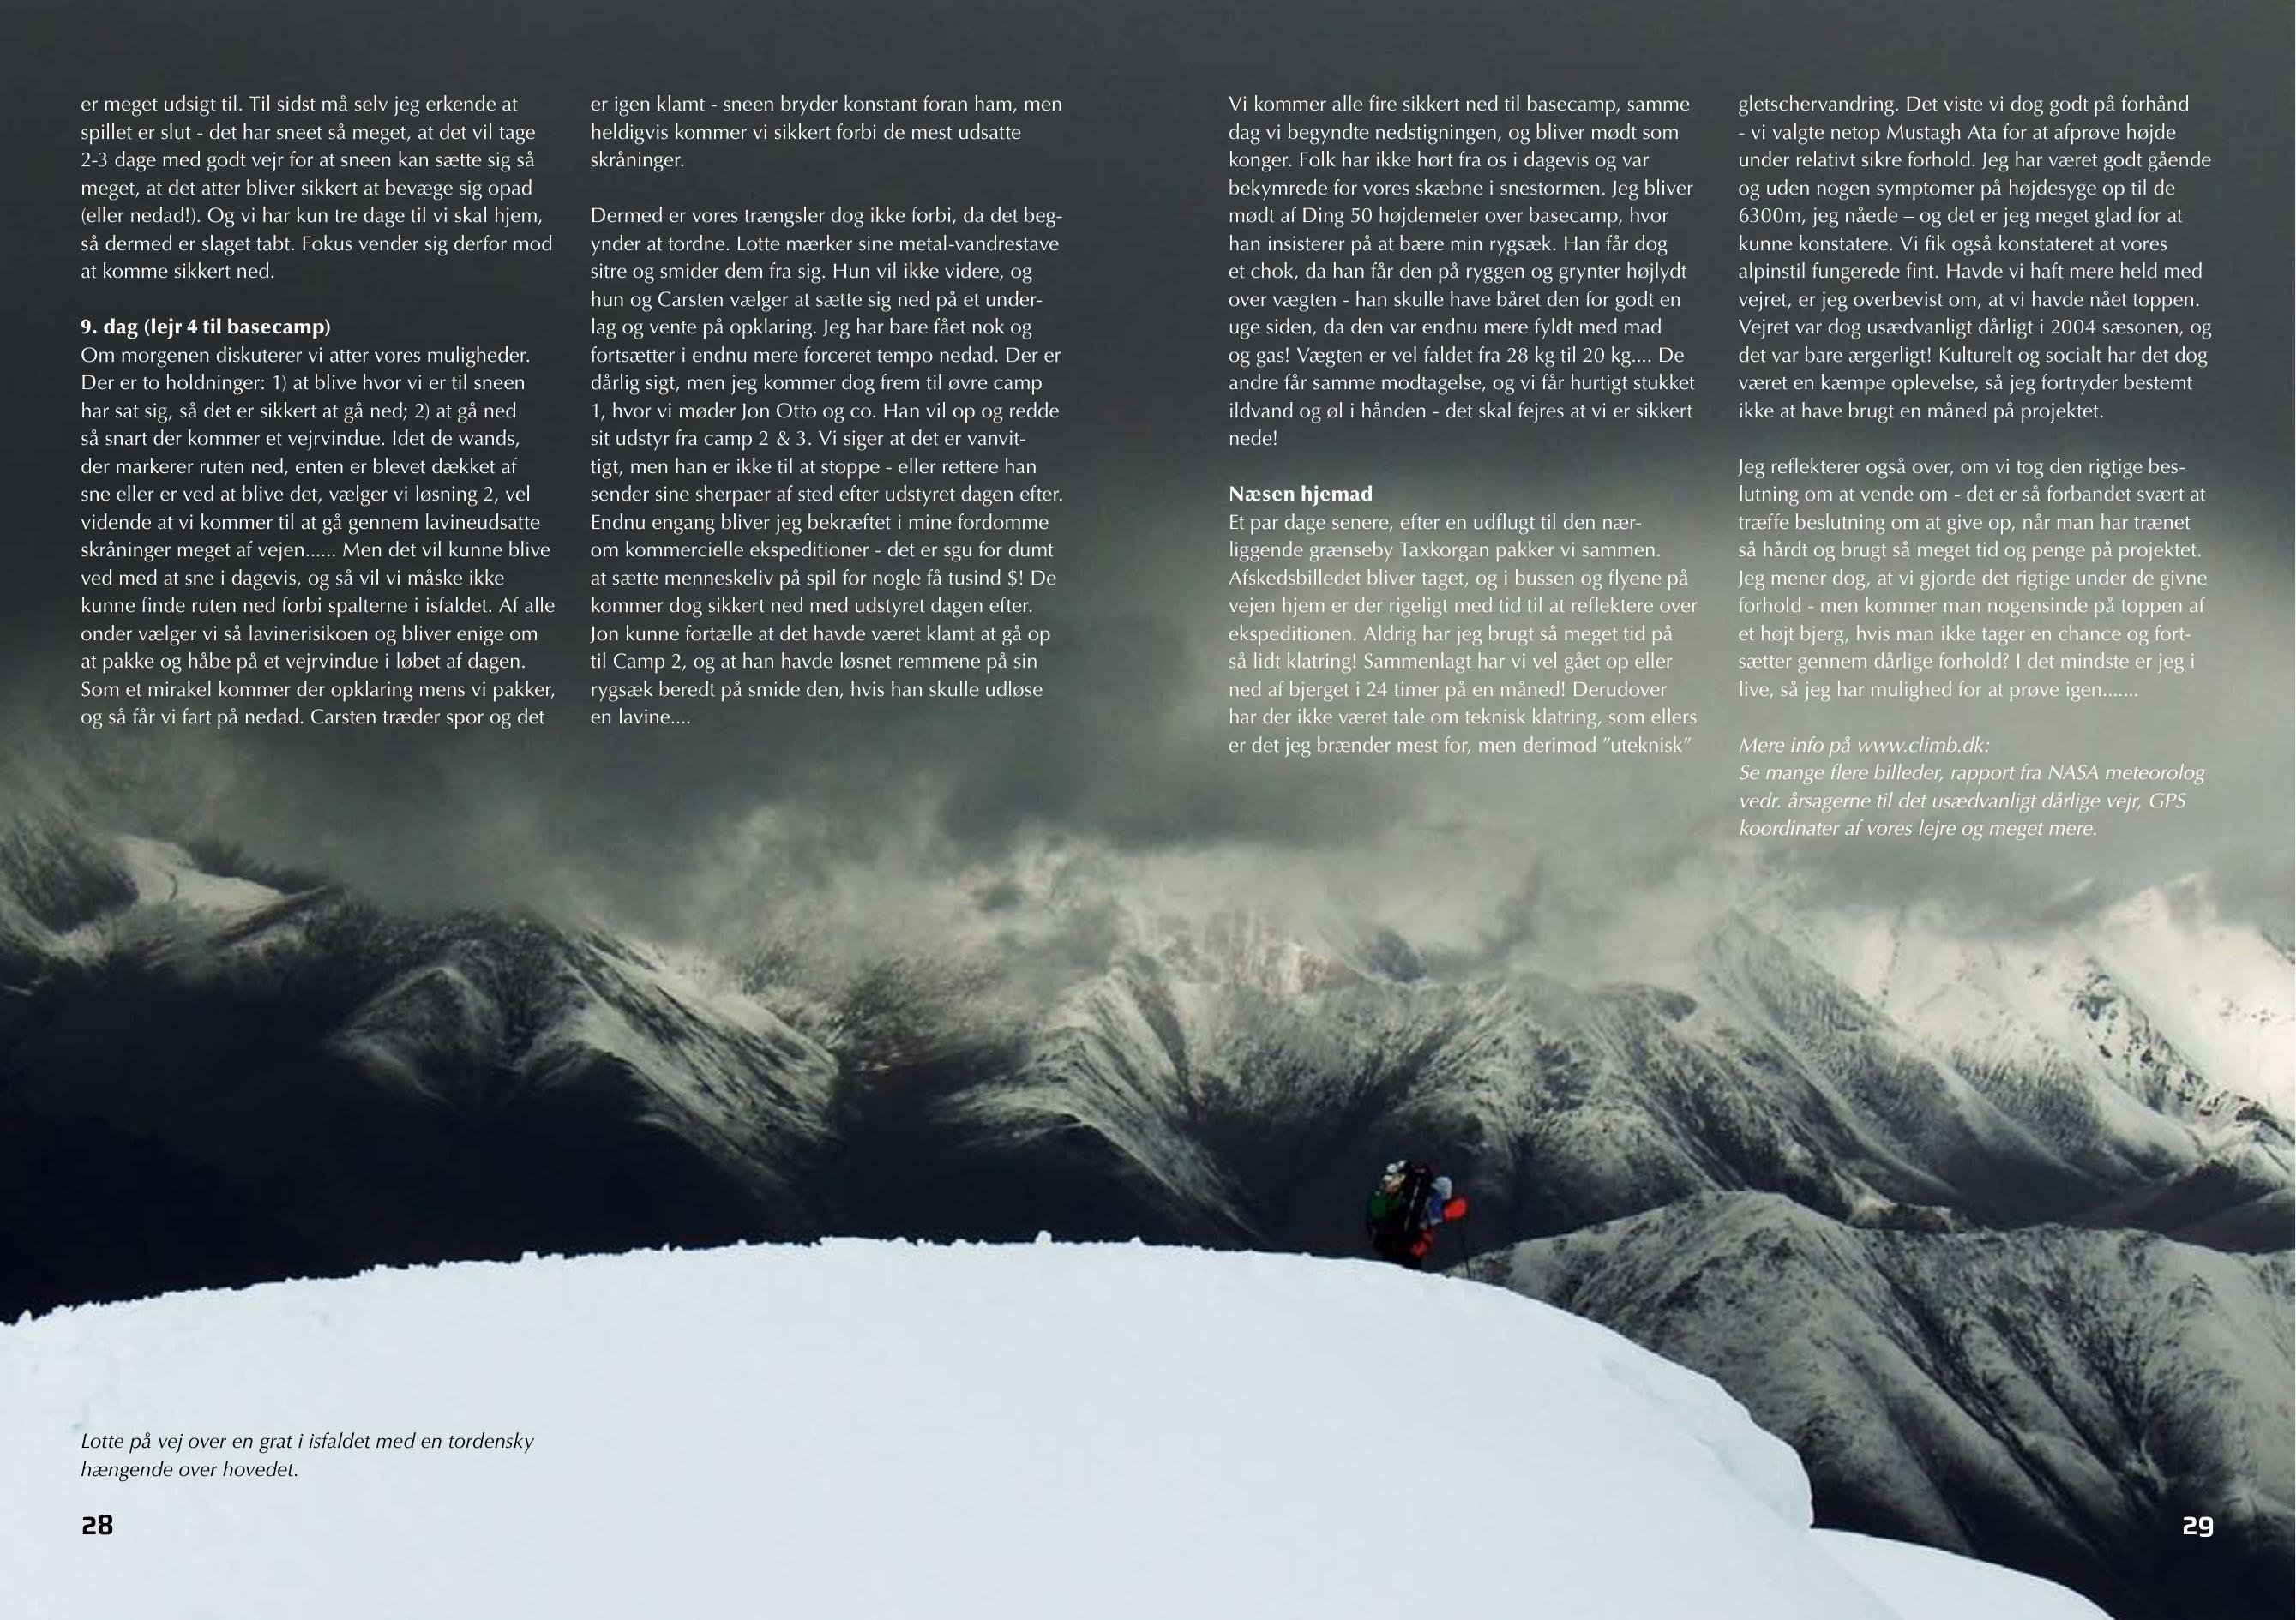 er meget udsigt til. Til sidst må selv jeg erkende at
spillet er slut - det har sneet så meget, at det vil tage
2-3 dage med godt vejr for at sneen kan sætte sig så
meget, at det atter bliver sikkert at bevæge sig opad
(eller nedad!). Og vi har kun tre dage til vi skal hjem,
så dermed er slaget tabt. Fokus vender sig derfor mod
at komme sikkert ned.
9. dag (lejr 4 til basecamp)
Om morgenen diskuterer vi atter vores muligheder.
Der er to holdninger: 1) at blive hvor vi er til sneen
har sat sig, så det er sikkert at gå ned; 2) at gå ned
så snart der kommer et vejrvindue. Idet de wands,
der markerer ruten ned, enten er blevet dækket af
sne eller er ved at blive det, vælger vi løsning 2, vel
vidende at vi kommer til at gå gennem lavineudsatte
skråninger meget af vejen...... Men det vil kunne blive
ved med at sne i dagevis, og så vil vi måske ikke
kunne finde ruten ned forbi spalterne i isfaldet. Af alle
onder vælger vi så lavinerisikoen og bliver enige om
at pakke og håbe på et vejrvindue i løbet af dagen.
Som et mirakel kommer der opklaring mens vi pakker,
og så får vi fart på nedad. Carsten træder spor og det
er igen klamt - sneen bryder konstant foran ham, men
heldigvis kommer vi sikkert forbi de mest udsatte
skråninger.
Dermed er vores trængsler dog ikke forbi, da det beg-
ynder at tordne. Lotte mærker sine metal-vandrestave
sitre og smider dem fra sig. Hun vil ikke videre, og
hun og Carsten vælger at sætte sig ned på et under-
lag og vente på opklaring. Jeg har bare fået nok og
fortsætter i endnu mere forceret tempo nedad. Der er
dårlig sigt, men jeg kommer dog frem til øvre camp
1, hvor vi møder Jon Otto og co. Han vil op og redde
sit udstyr fra camp 2 & 3. Vi siger at det er vanvit-
tigt, men han er ikke til at stoppe - eller rettere han
sender sine sherpaer af sted efter udstyret dagen efter.
Endnu engang bliver jeg bekræftet i mine fordomme
om kommercielle ekspeditioner - det er sgu for dumt
at sætte menneskeliv på spil for nogle få tusind $! De
kommer dog sikkert ned med udstyret dagen efter.
Jon kunne fortælle at det havde været klamt at gå op
til Camp 2, og at han havde løsnet remmene på sin
rygsæk beredt på smide den, hvis han skulle udløse
en lavine....
Vi kommer alle fire sikkert ned til basecamp, samme
dag vi begyndte nedstigningen, og bliver mødt som
konger. Folk har ikke hørt fra os i dagevis og var
bekymrede for vores skæbne i snestormen. Jeg bliver
mødt af Ding 50 højdemeter over basecamp, hvor
han insisterer på at bære min rygsæk. Han får dog
et chok, da han får den på ryggen og grynter højlydt
over vægten - han skulle have båret den for godt en
uge siden, da den var endnu mere fyldt med mad
og gas! Vægten er vel faldet fra 28 kg til 20 kg.... De
andre får samme modtagelse, og vi får hurtigt stukket
ildvand og øl i hånden - det skal fejres at vi er sikkert
nede!
Næsen hjemad
Et par dage senere, efter en udflugt til den nær-
liggende grænseby Taxkorgan pakker vi sammen.
Afskedsbilledet bliver taget, og i bussen og flyene på
vejen hjem er der rigeligt med tid til at reflektere over
ekspeditionen. Aldrig har jeg brugt så meget tid på
så lidt klatring! Sammenlagt har vi vel gået op eller
ned af bjerget i 24 timer på en måned! Derudover
har der ikke været tale om teknisk klatring, som ellers
er det jeg brænder mest for, men derimod ”uteknisk”
gletschervandring. Det viste vi dog godt på forhånd
- vi valgte netop Mustagh Ata for at afprøve højde
under relativt sikre forhold. Jeg har været godt gående
og uden nogen symptomer på højdesyge op til de
6300m, jeg nåede – og det er jeg meget glad for at
kunne konstatere. Vi fik også konstateret at vores
alpinstil fungerede fint. Havde vi haft mere held med
vejret, er jeg overbevist om, at vi havde nået toppen.
Vejret var dog usædvanligt dårligt i 2004 sæsonen, og
det var bare ærgerligt! Kulturelt og socialt har det dog
været en kæmpe oplevelse, så jeg fortryder bestemt
ikke at have brugt en måned på projektet.
Jeg reflekterer også over, om vi tog den rigtige bes-
lutning om at vende om - det er så forbandet svært at
træffe beslutning om at give op, når man har trænet
så hårdt og brugt så meget tid og penge på projektet.
Jeg mener dog, at vi gjorde det rigtige under de givne
forhold - men kommer man nogensinde på toppen af
et højt bjerg, hvis man ikke tager en chance og fort-
sætter gennem dårlige forhold? I det mindste er jeg i
live, så jeg har mulighed for at prøve igen.......
Mere info på www.climb.dk:
Se mange flere billeder, rapport fra NASA meteorolog
vedr. årsagerne til det usædvanligt dårlige vejr, GPS
koordinater af vores lejre og meget mere.
Lotte på vej over en grat i isfaldet med en tordensky
hængende over hovedet.
28
29